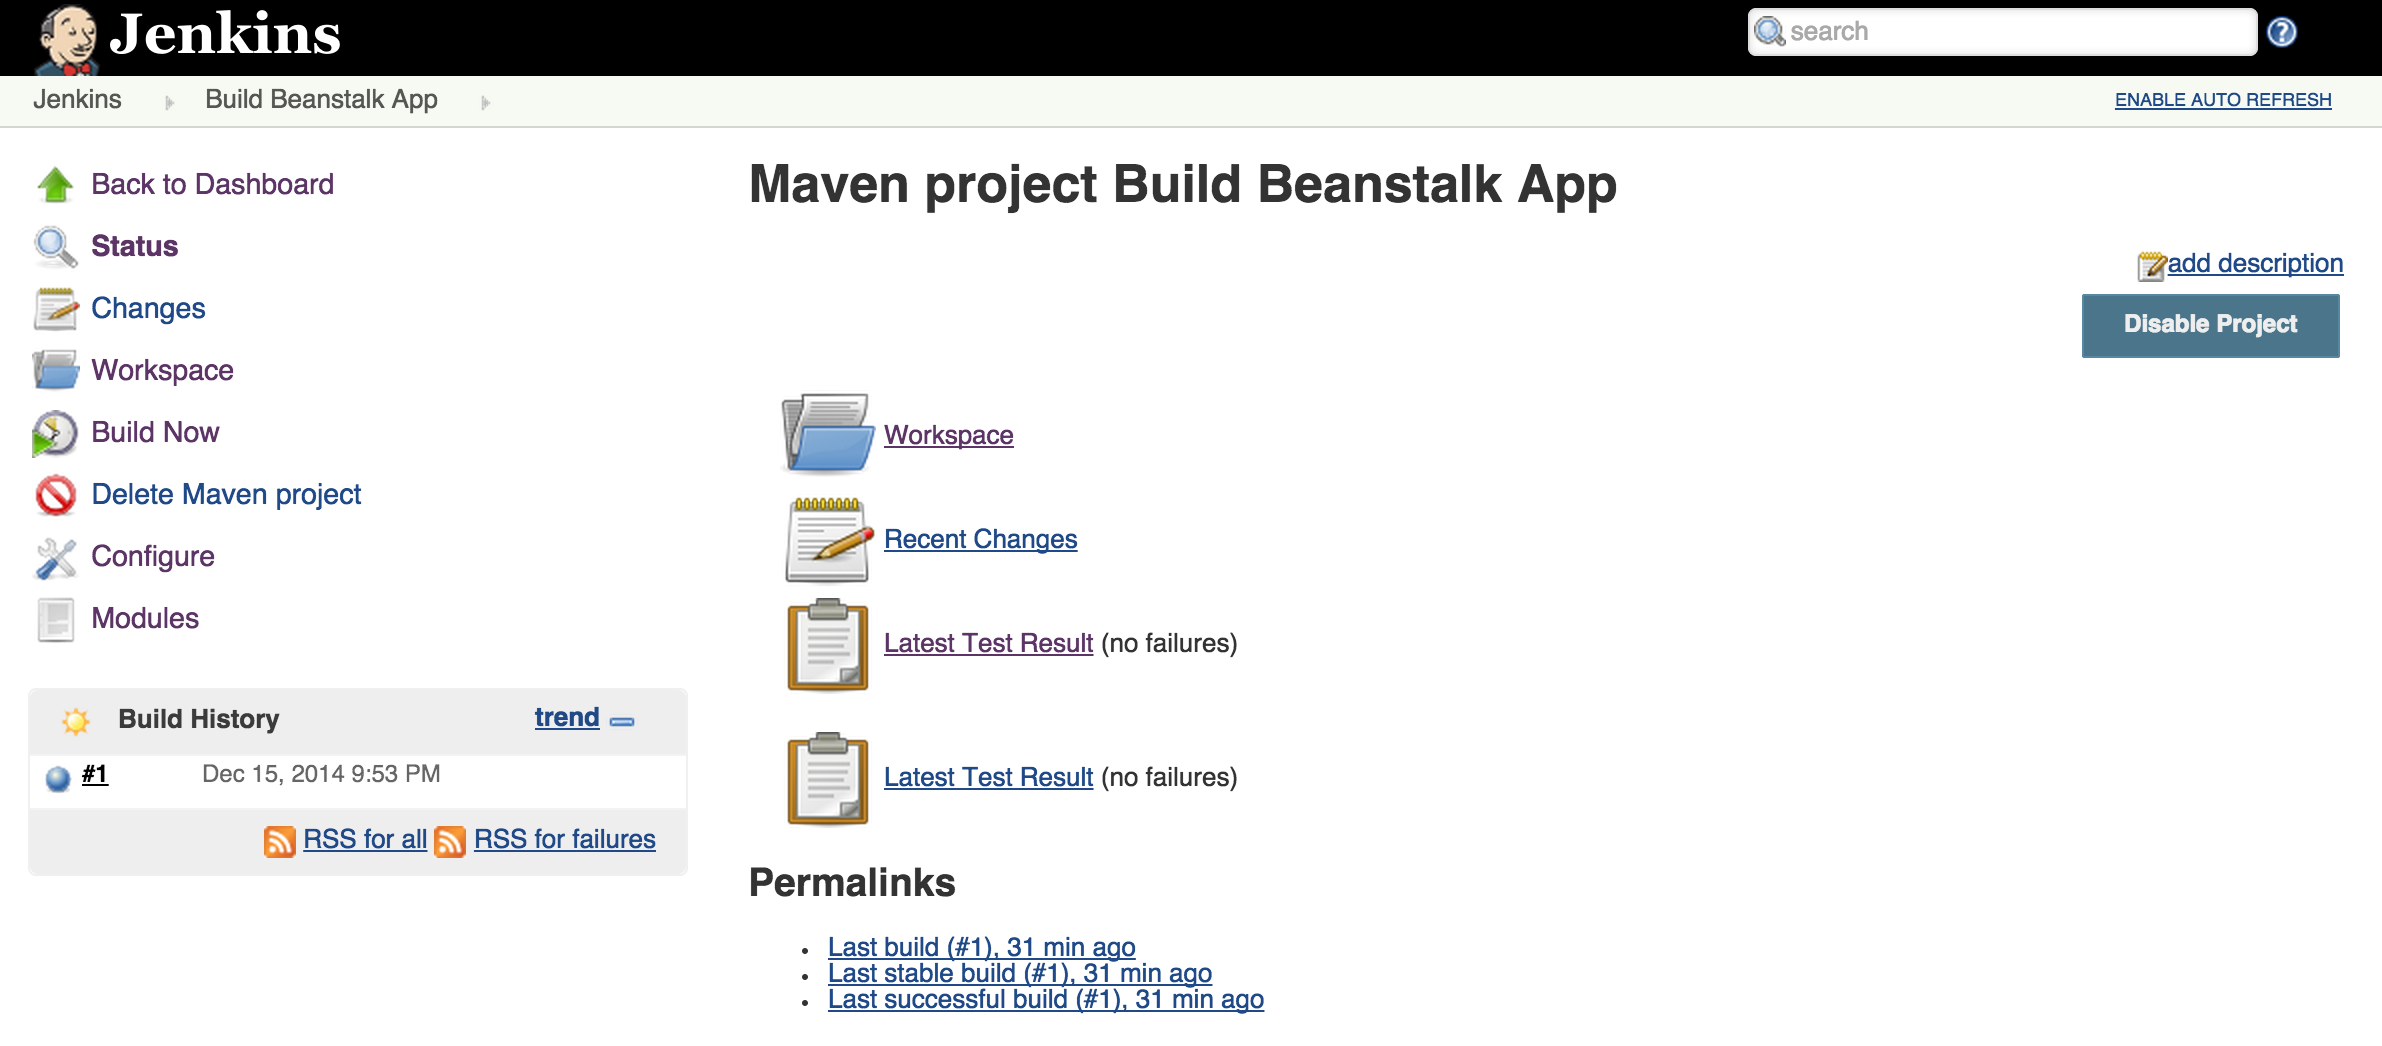 Jenkins
search
Jenkins
Build Beanstalk App
ENABLE AUTO REFRESH
Back to Dashboard
Status
Changes
Workspace
Build Now
Delete Maven project
Configure
Modules
Build History trend
#1 Dec 15, 2014 9:53 PM
RSS for all RSS for failures
Maven project Build Beanstalk App
add description
Disable Project
Workspace
Recent Changes
Latest Test Result (no failures)
Latest Test Result (no failures)
Permalinks
Last build (#1), 31 min ago
Last stable build (#1), 31 min ago
Last successful build (#1), 31 min ago